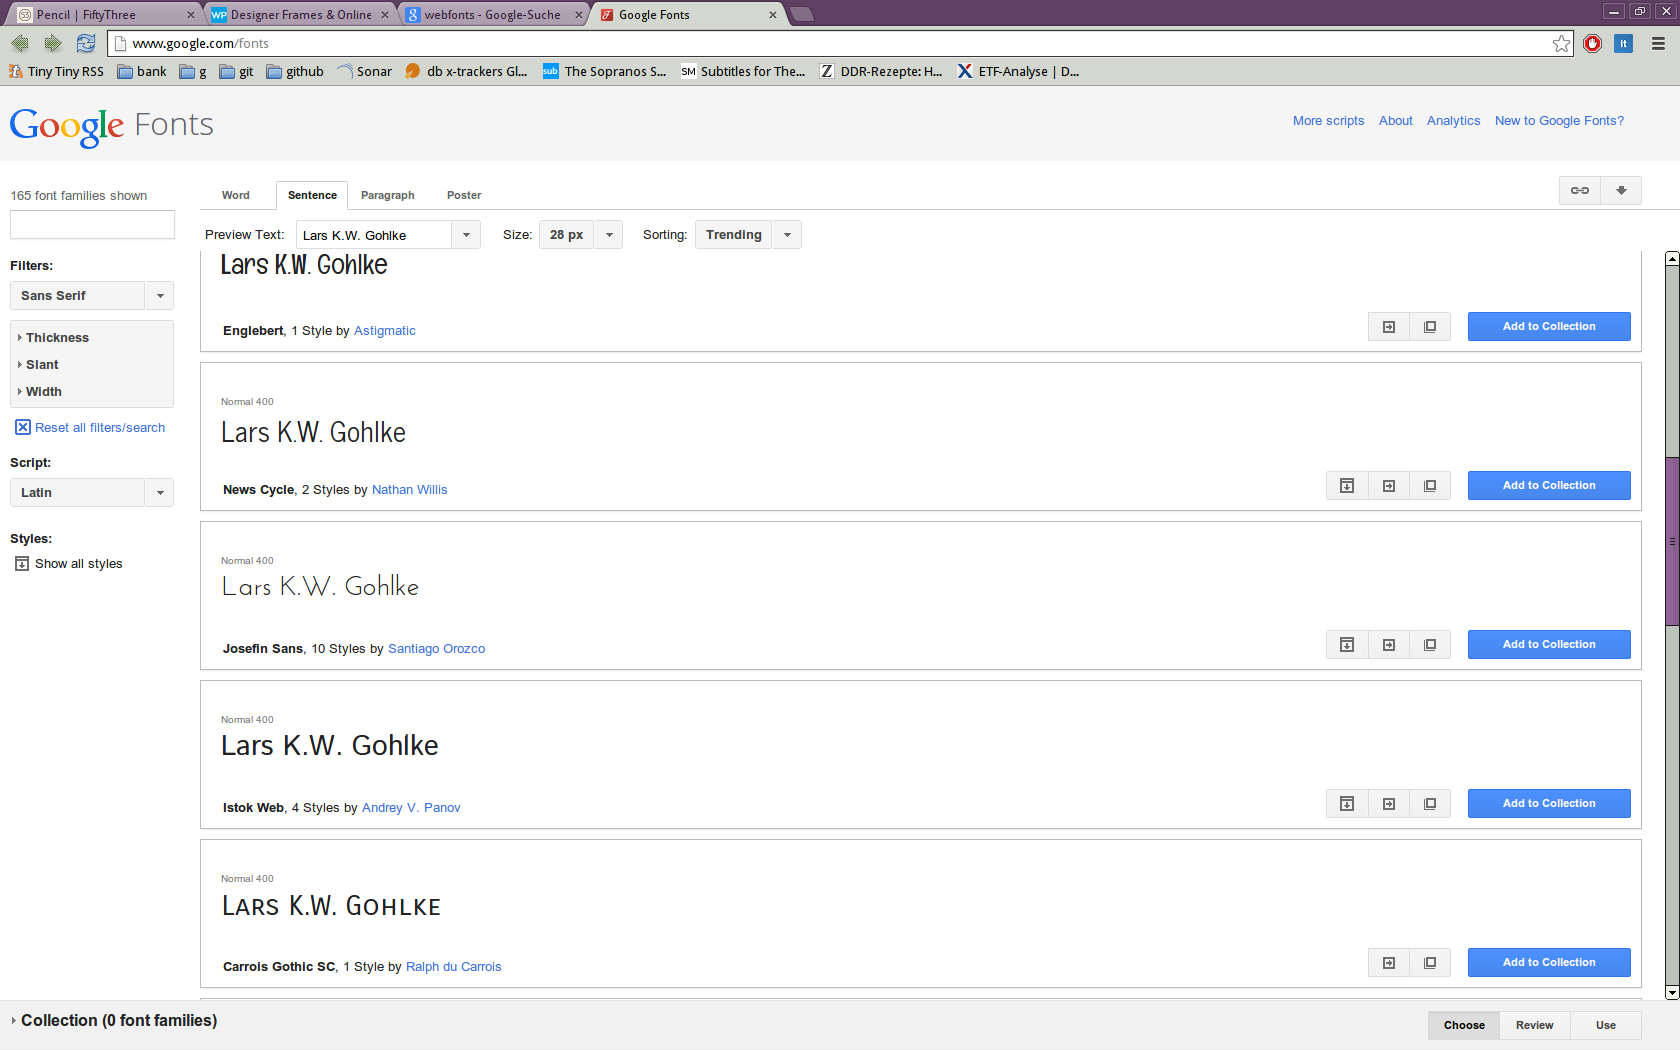 Pencil | FiftyThree
Designer Frames & Online
webfonts - Google-Suche
Google Fonts
www.google.com/fonts
Tiny Tiny RSS
bank
g
git
github
Sonar
db x-trackers Gl...
The Sopranos S...
Subtitles for The...
DDR-Rezepte: H...
ETF-Analyse | D...
Google Fonts
More scripts
About
Analytics
New to Google Fonts?
165 font families shown
Word
Sentence
Paragraph
Poster
Preview Text:
Lars K.W. Gohlke
Size:
28 px
Sorting:
Trending
Filters:
Sans Serif
Thickness
Slant
Width
Reset all filters/search
Script:
Latin
Styles:
Show all styles
Lars K.W. Gohlke
Englebert, 1 Style by Astigmatic
Add to Collection
Normal 400
Lars K.W. Gohlke
News Cycle, 2 Styles by Nathan Willis
Add to Collection
Normal 400
Lars K.W. Gohlke
Josefin Sans, 10 Styles by Santiago Orozco
Add to Collection
Normal 400
Lars K.W. Gohlke
Istok Web, 4 Styles by Andrey V. Panov
Add to Collection
Normal 400
Lars K.W. Gohlke
Carrois Gothic SC, 1 Style by Ralph du Carrois
Add to Collection
Collection (0 font families)
Choose
Review
Use